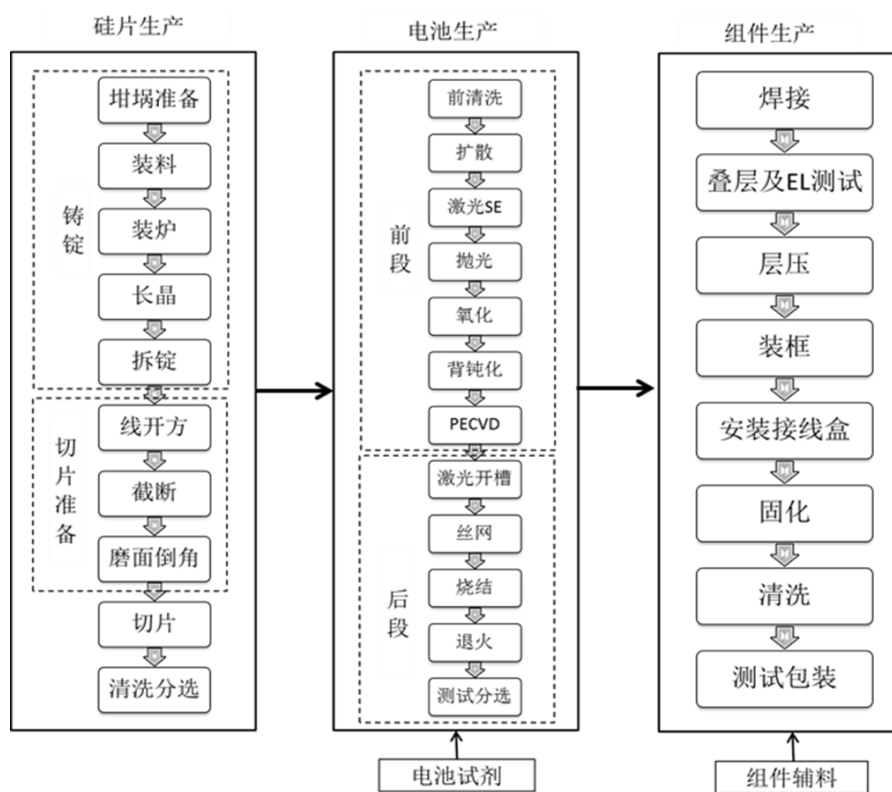 硅片生产
铸锭
坩埚准备
装料
装炉
长晶
拆锭
切片准备
线开方
截断
磨面倒角
切片
清洗分选
电池生产
前段
前清洗
扩散
激光SE
抛光
氧化
背钝化
PECVD
后段
激光开槽
丝网
烧结
退火
测试分选
电池试剂
组件生产
焊接
叠层及EL测试
层压
装框
安装接线盒
固化
清洗
测试包装
组件辅料